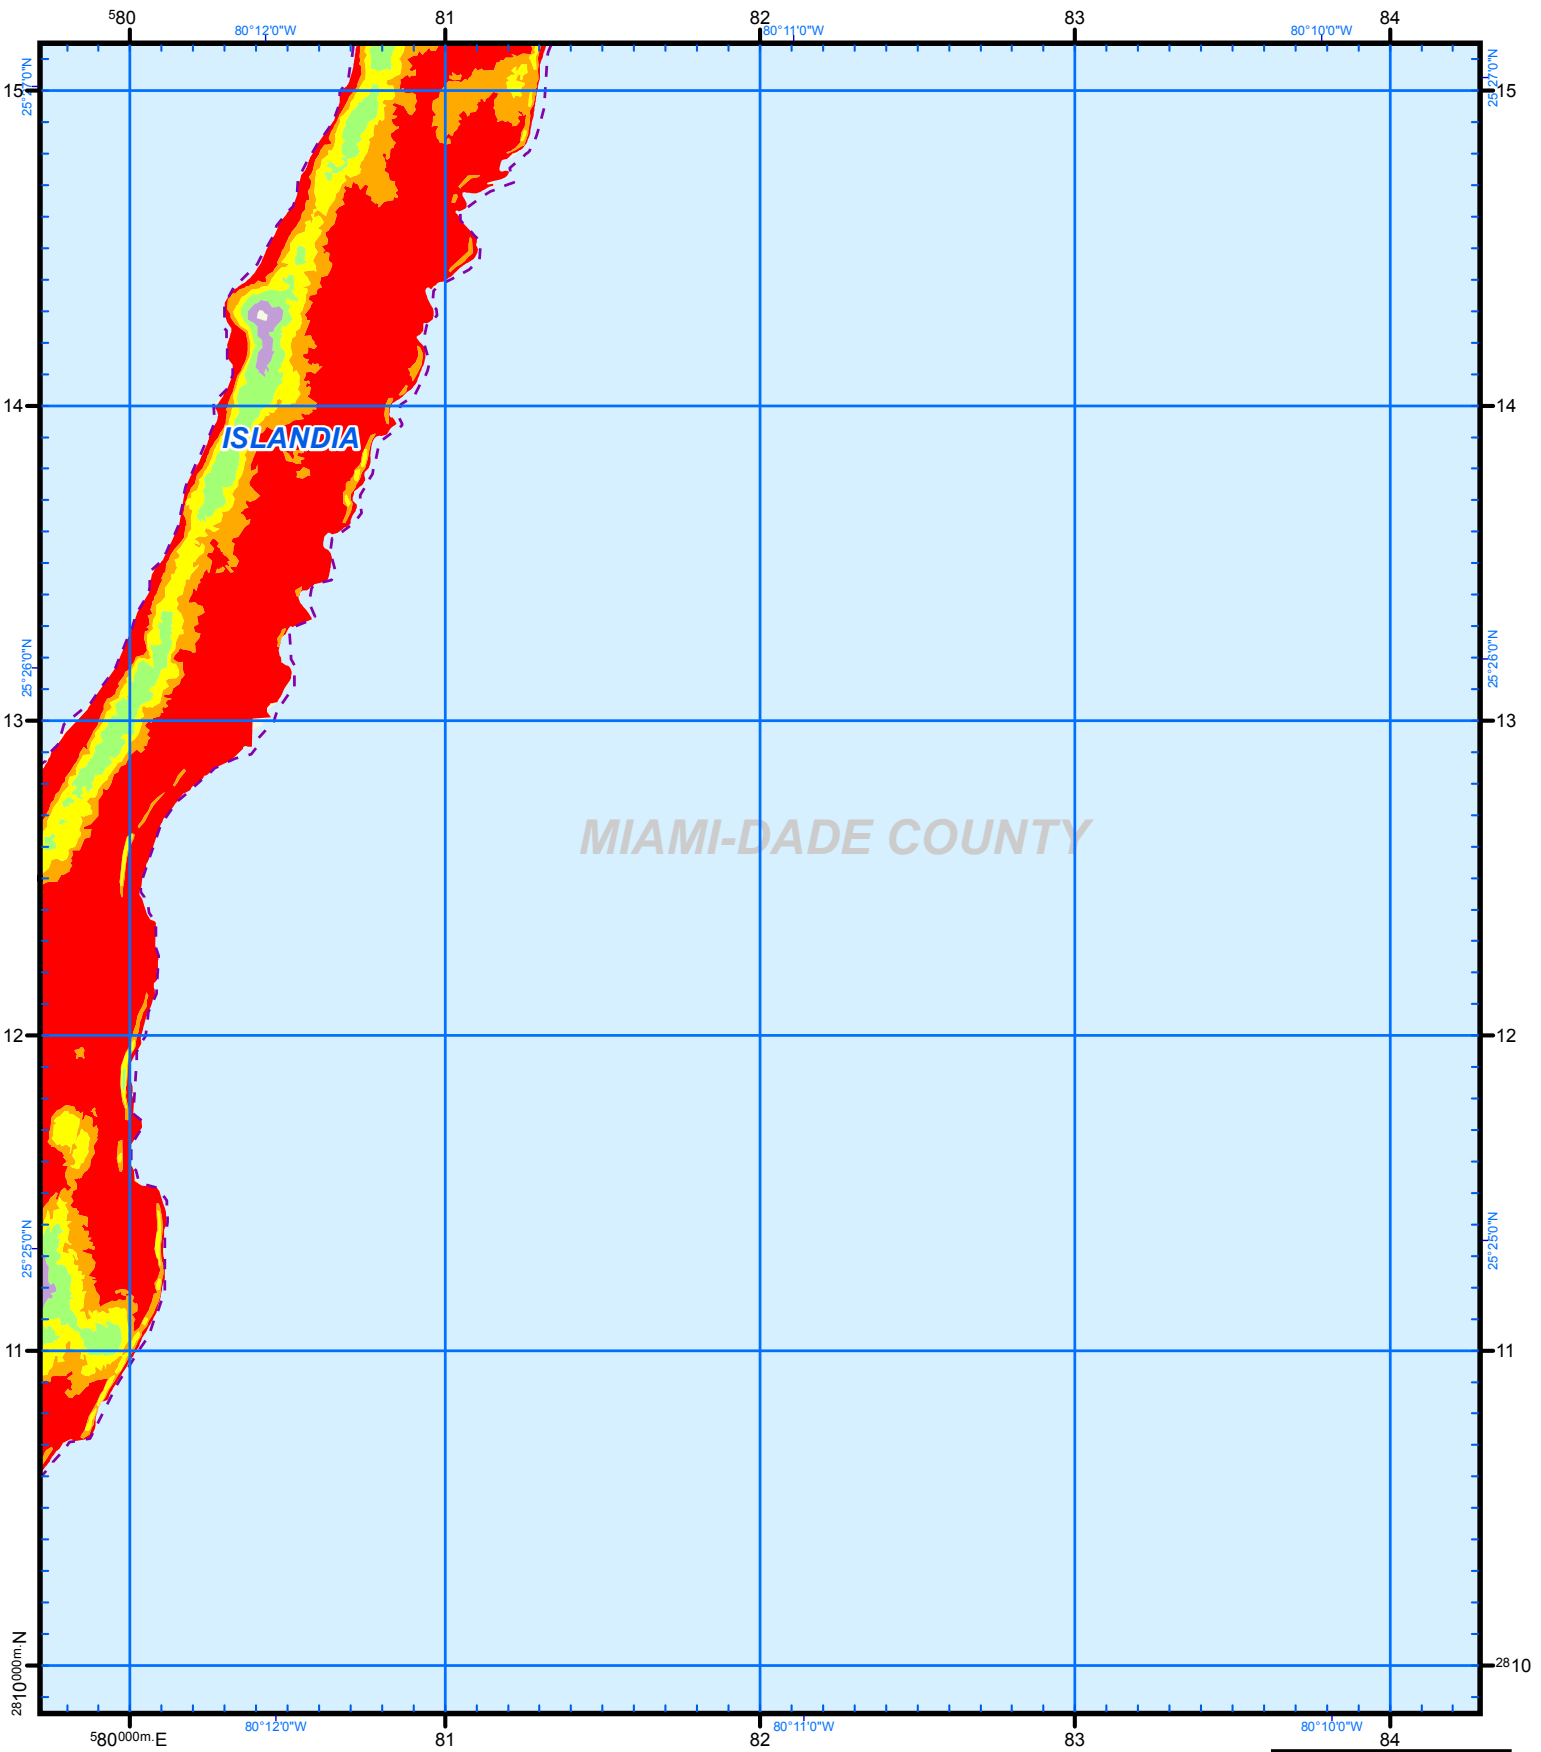 ⁵80 81 82 83 84
80°12'0"W 80°11'0"W 80°10'0"W
15 25°27'0"N 25°27'0"N 15
14 14
ISLANDIA
25°26'0"N 25°26'0"N
13 13
MIAMI-DADE COUNTY
12 12
25°25'0"N 25°25'0"N
11 11
²⁸10⁰⁰⁰ᵐ·N ²⁸10
80°12'0"W 80°11'0"W 80°10'0"W
⁵80⁰⁰⁰ᵐ·E 81 82 83 84